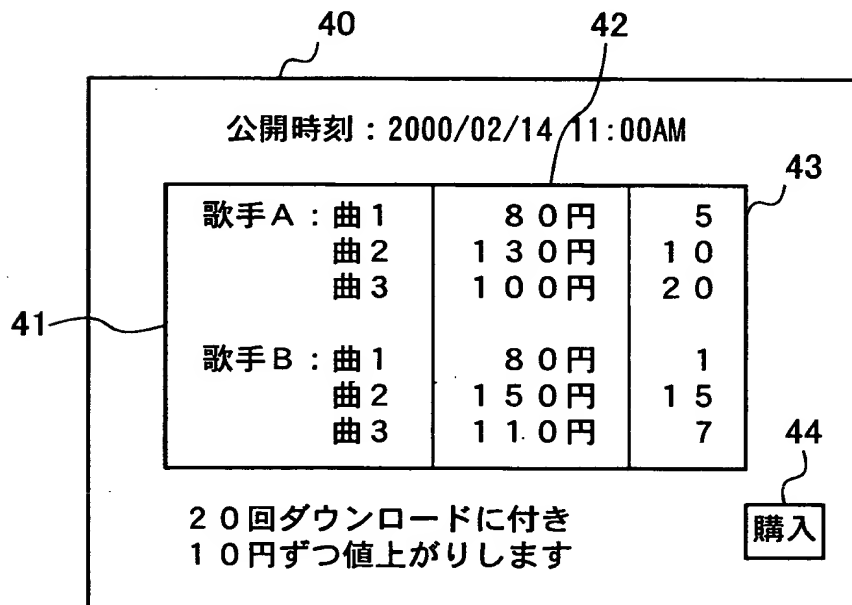 40
42
公開時刻：2000/02/14 11:00AM
43
歌手A：曲1 80円 5
曲2 130円 10
曲3 100円 20
41
歌手B：曲1 80円 1
曲2 150円 15
曲3 110円 7
44
20回ダウンロードに付き
10円ずつ値上がりします
購入